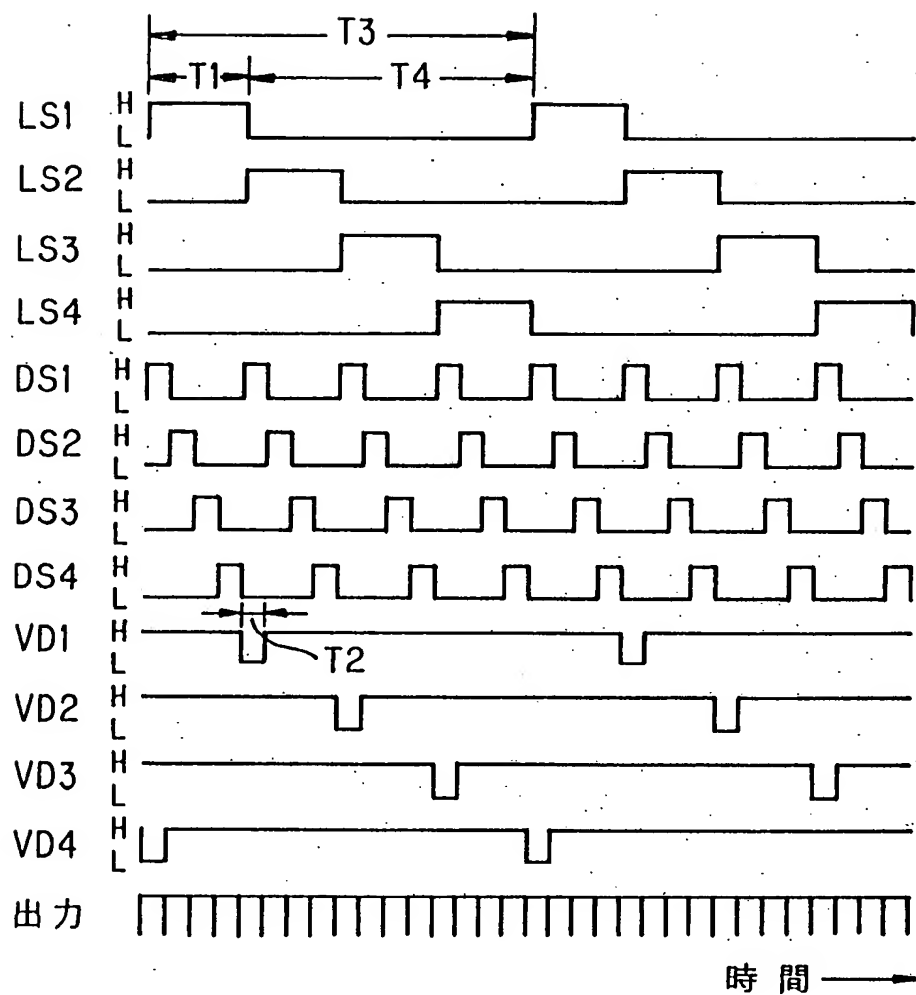 T3
T1 T4
LS1 H L
LS2 H L
LS3 H L
LS4 H L
DS1 H L
DS2 H L
DS3 H L
DS4 H L
VD1 H L
T2
VD2 H L
VD3 H L
VD4 H L
出力
時間